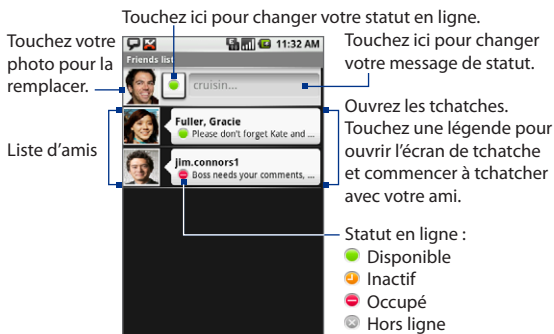 Touchez ici pour changer votre statut en ligne.
Touchez votre
photo pour la
remplacer.
11:32 AM
Friends list
cruisin...
Touchez ici pour changer
votre message de statut.
Fuller, Gracie
Please don't forget Kate and ...
jim.connors1
Boss needs your comments, ...
Liste d'amis
Ouvrez les tchatches.
Touchez une légende pour
ouvrir l'écran de tchatche
et commencer à tchatcher
avec votre ami.
Statut en ligne :
Disponible
Inactif
Occupé
Hors ligne